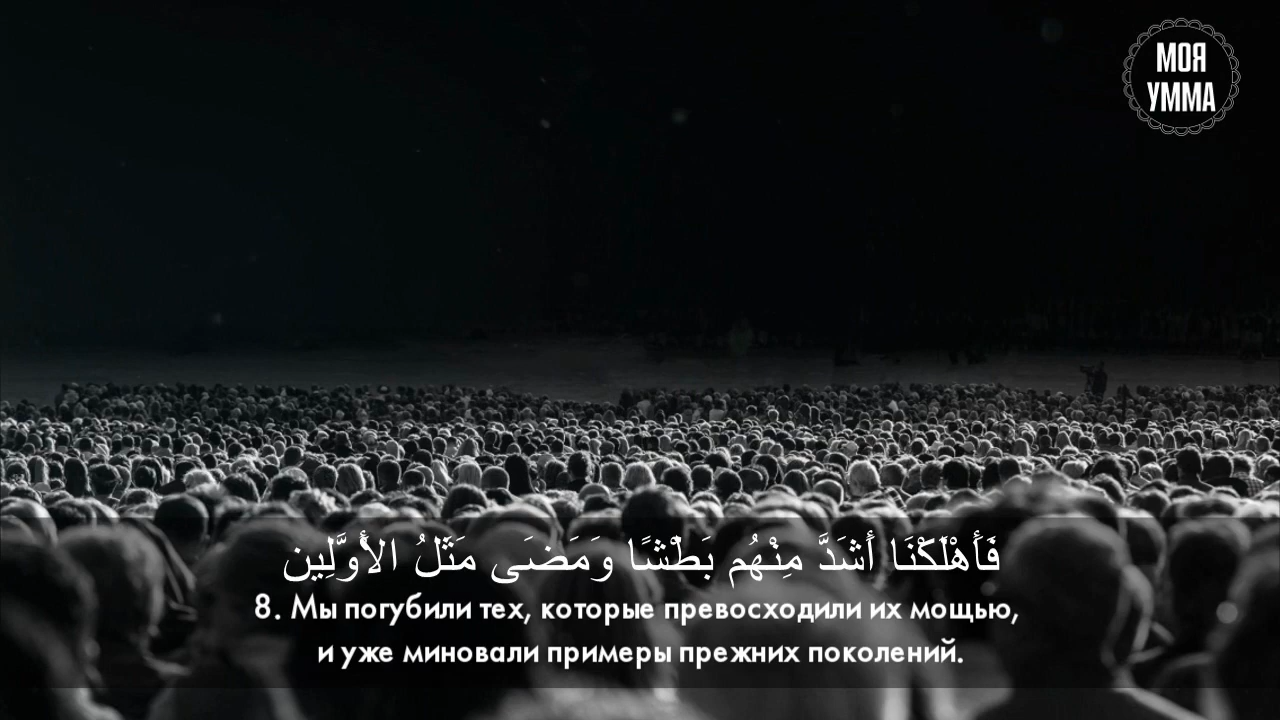 МОЯ
УММА
فَأَهْلَكْنَا أَشَدَّ مِنْهُم بَطْشًا وَمَضَى مَثَلُ الأَوَّلِين
8. Мы погубили тех, которые превосходили их мощью,
и уже миновали примеры прежних поколений.